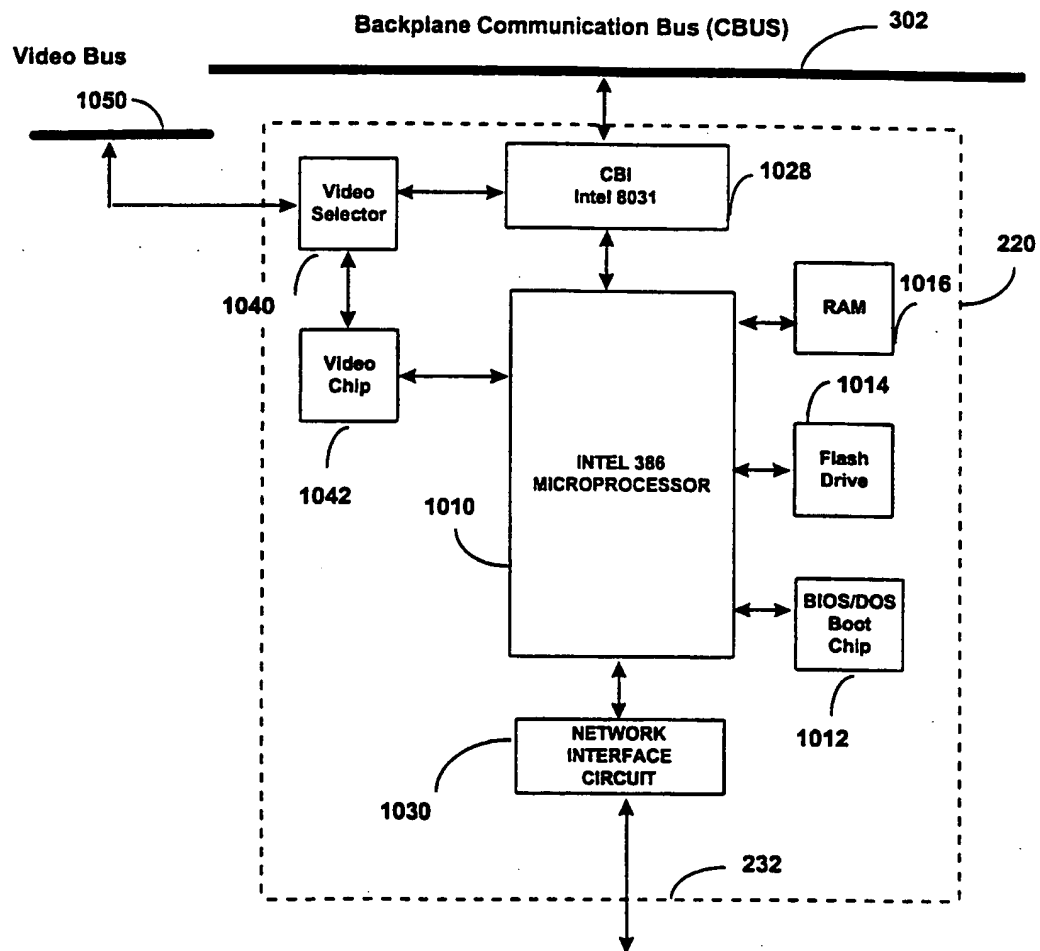 Backplane Communication Bus (CBUS)
302
Video Bus
1050
CBI
Intel 8031
1028
Video
Selector
220
1040
RAM
1016
Video
Chip
1014
Flash
Drive
1042
INTEL 386
MICROPROCESSOR
1010
BIOS/DOS
Boot
Chip
1012
NETWORK
INTERFACE
CIRCUIT
1030
232